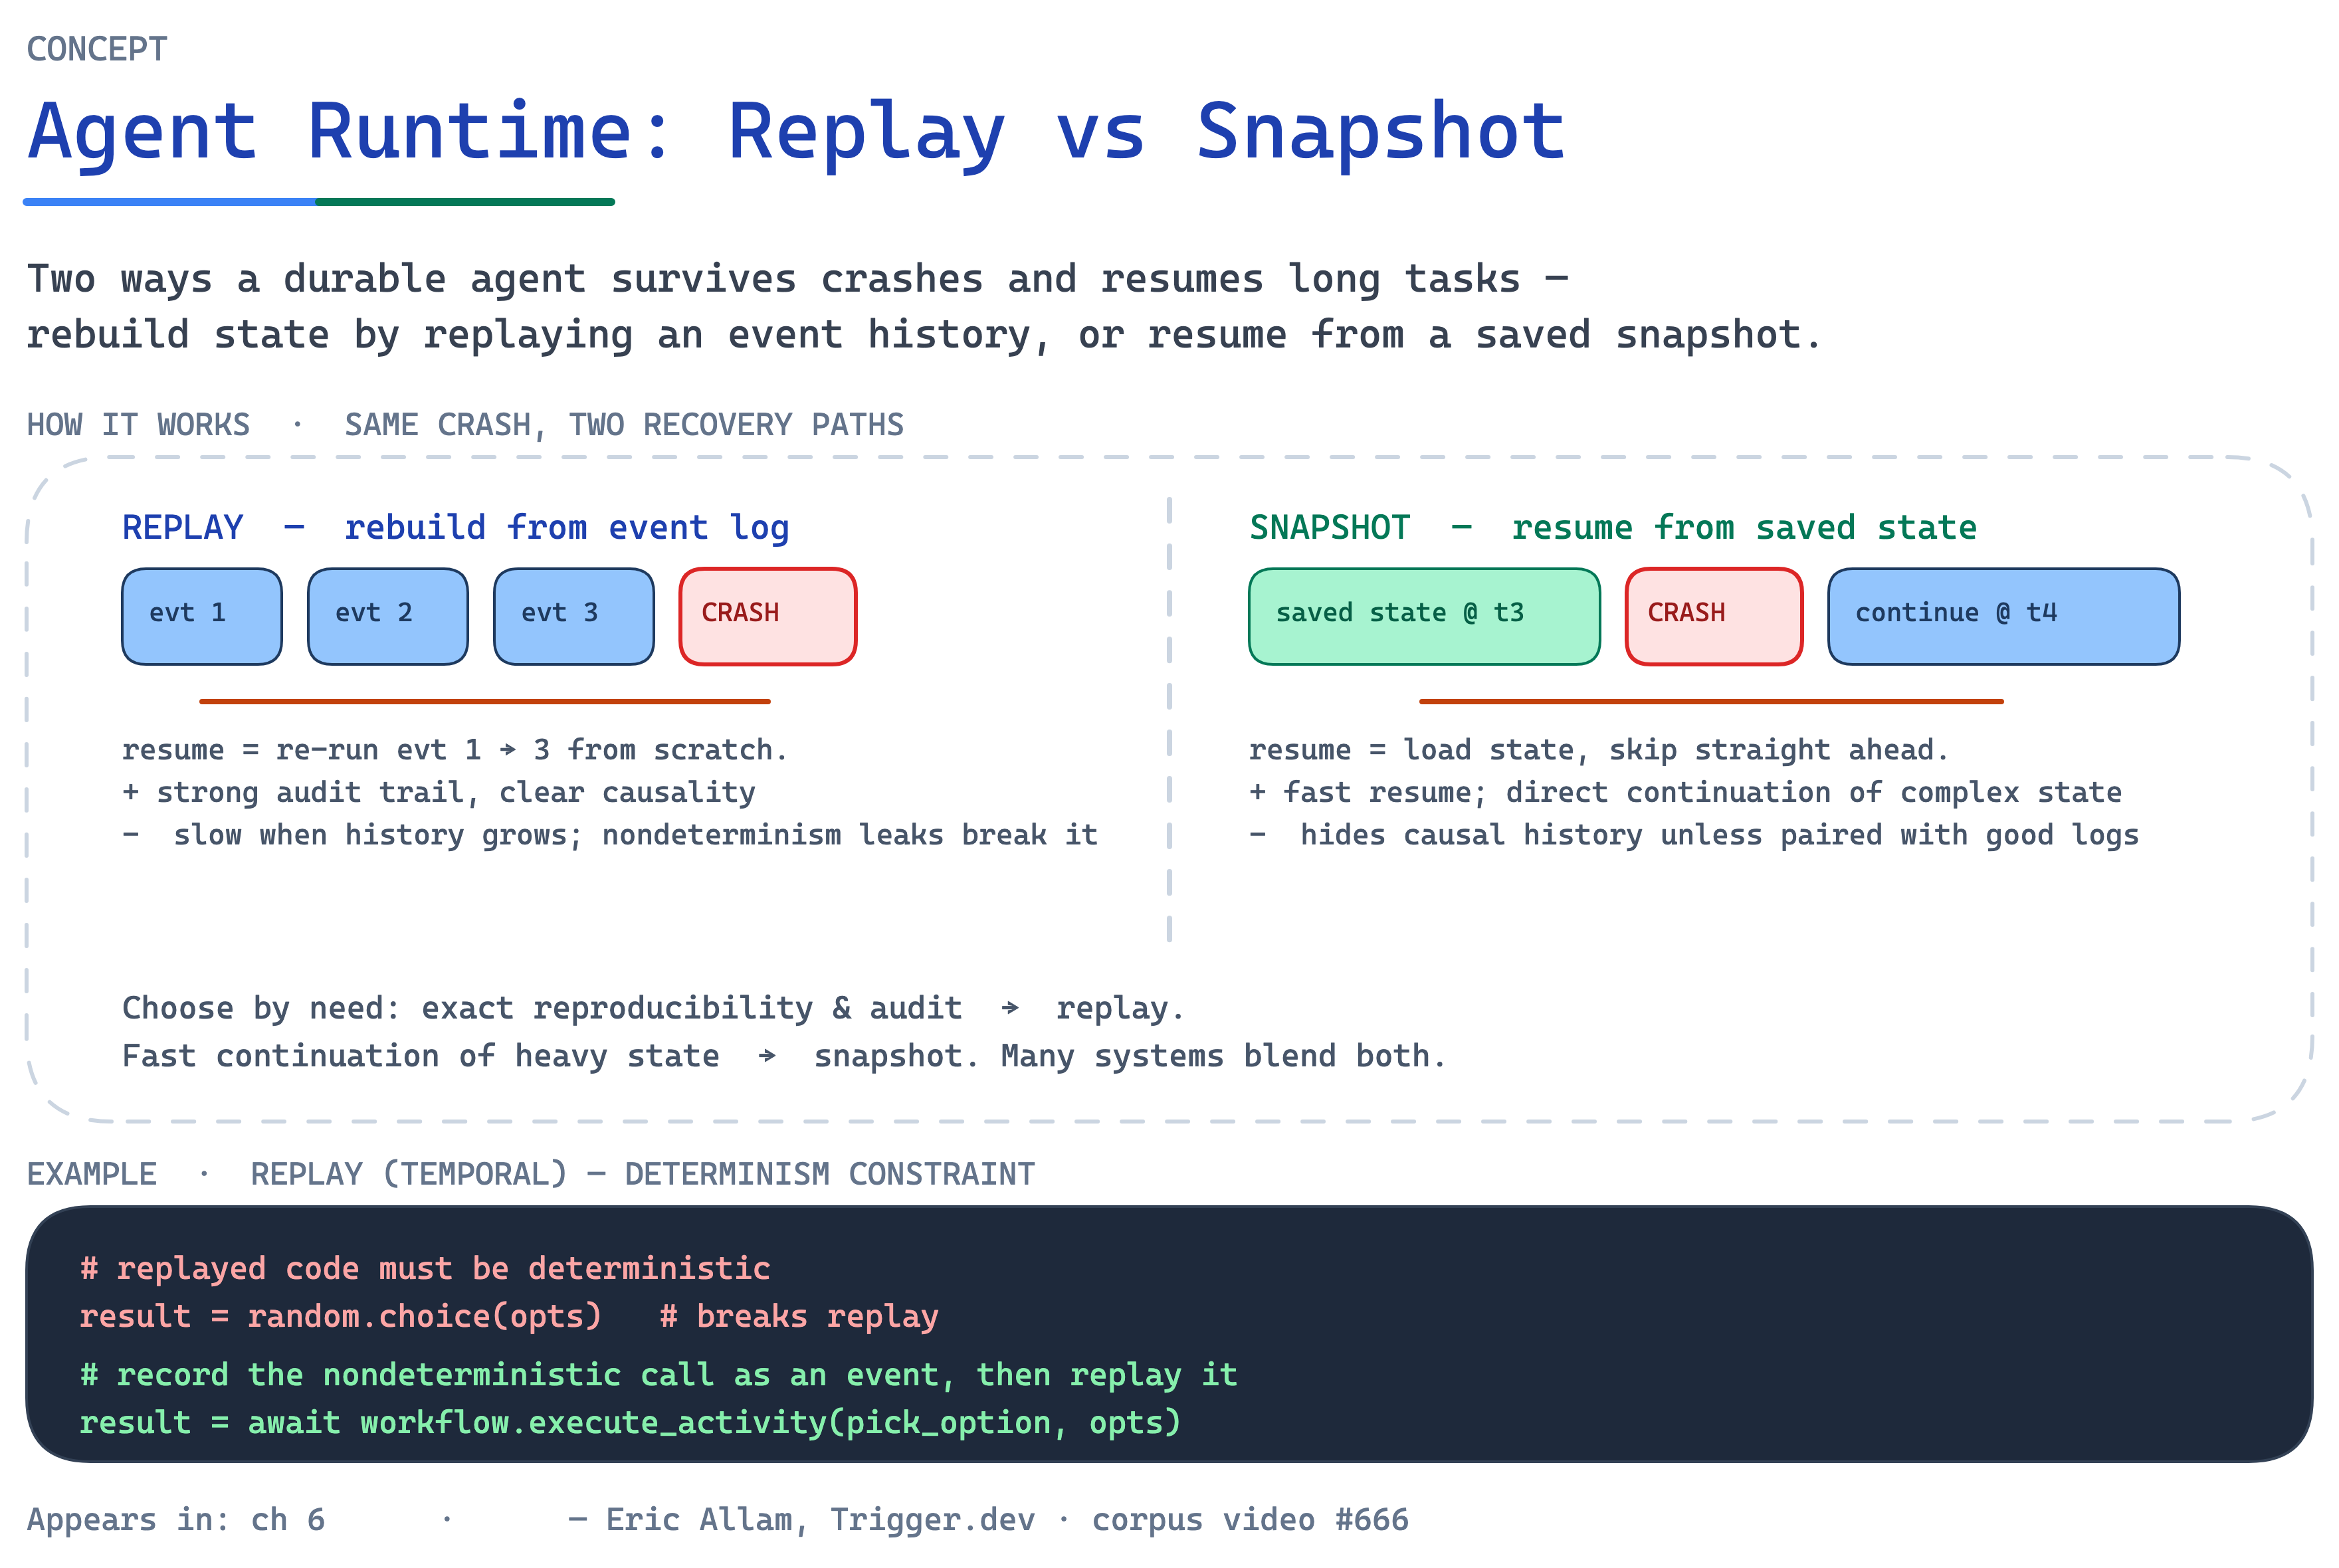 CONCEPT
Agent Runtime: Replay vs Snapshot
Two ways a durable agent survives crashes and resumes long tasks —
rebuild state by replaying an event history, or resume from a saved snapshot.
HOW IT WORKS · SAME CRASH, TWO RECOVERY PATHS
REPLAY — rebuild from event log
evt 1
evt 2
evt 3
CRASH
resume = re-run evt 1 → 3 from scratch.
+ strong audit trail, clear causality
− slow when history grows; nondeterminism leaks break it
SNAPSHOT — resume from saved state
saved state @ t3
CRASH
continue @ t4
resume = load state, skip straight ahead.
+ fast resume; direct continuation of complex state
− hides causal history unless paired with good logs
Choose by need: exact reproducibility & audit → replay.
Fast continuation of heavy state → snapshot. Many systems blend both.
EXAMPLE · REPLAY (TEMPORAL) — DETERMINISM CONSTRAINT
# replayed code must be deterministic
result = random.choice(opts) # breaks replay
# record the nondeterministic call as an event, then replay it
result = await workflow.execute_activity(pick_option, opts)
Appears in: ch 6 · — Eric Allam, Trigger.dev · corpus video #666